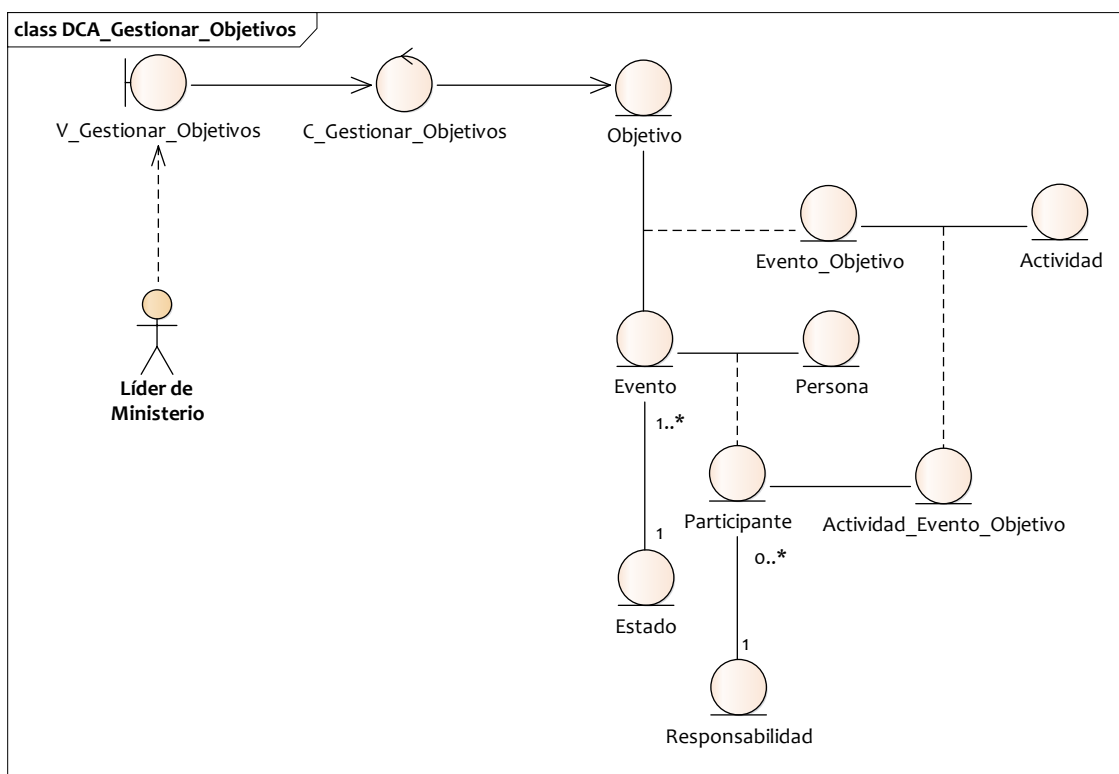 class DCA_Gestionar_Objetivos
V_Gestionar_Objetivos
C_Gestionar_Objetivos
Objetivo
Evento_Objetivo
Actividad
Líder de
Ministerio
Evento
Persona
1..*
Participante
Actividad_Evento_Objetivo
1
0..*
Estado
1
Responsabilidad